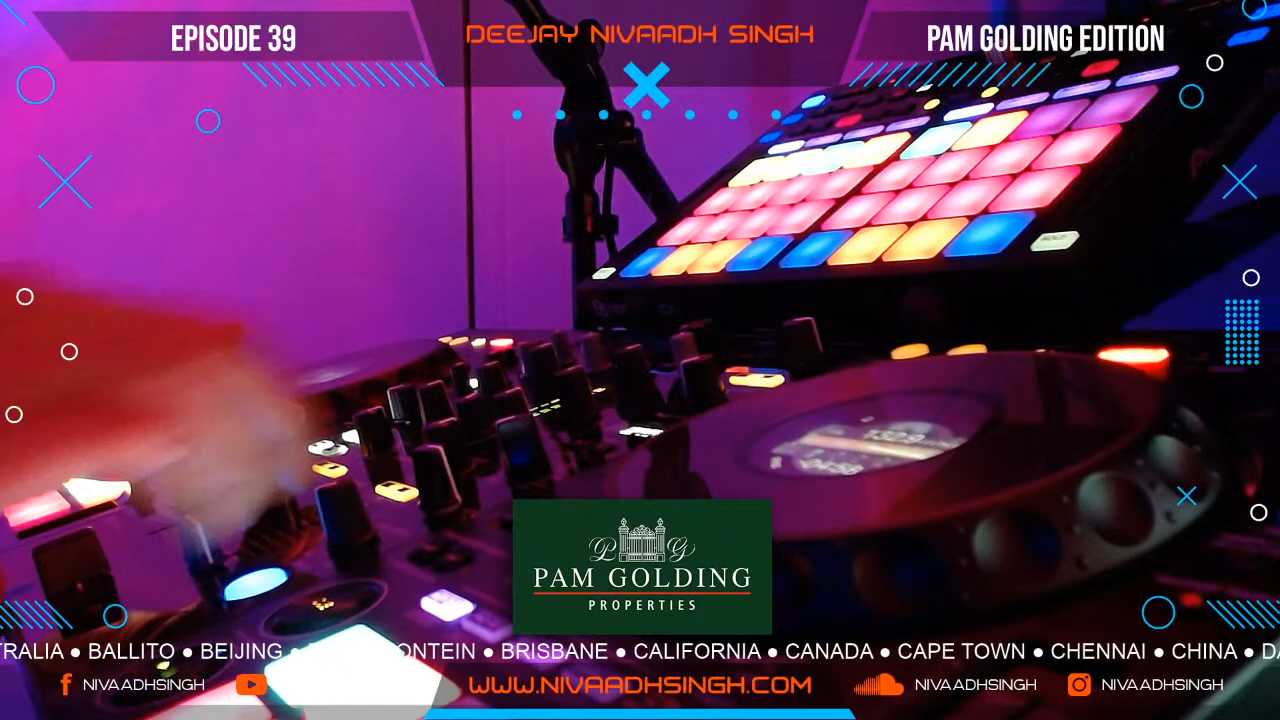 EPISODE 39
DEEJAY NIVAADH SINGH
PAM GOLDING EDITION
PG
PAM GOLDING
PROPERTIES
TRALIA ● BALLITO ● BEIJING ● ONTEIN ● BRISBANE ● CALIFORNIA ● CANADA ● CAPE TOWN ● CHENNAI ● CHINA ● DA
NIVAADHSINGH
WWW.NIVAADHSINGH.COM
NIVAADHSINGH
NIVAADHSINGH